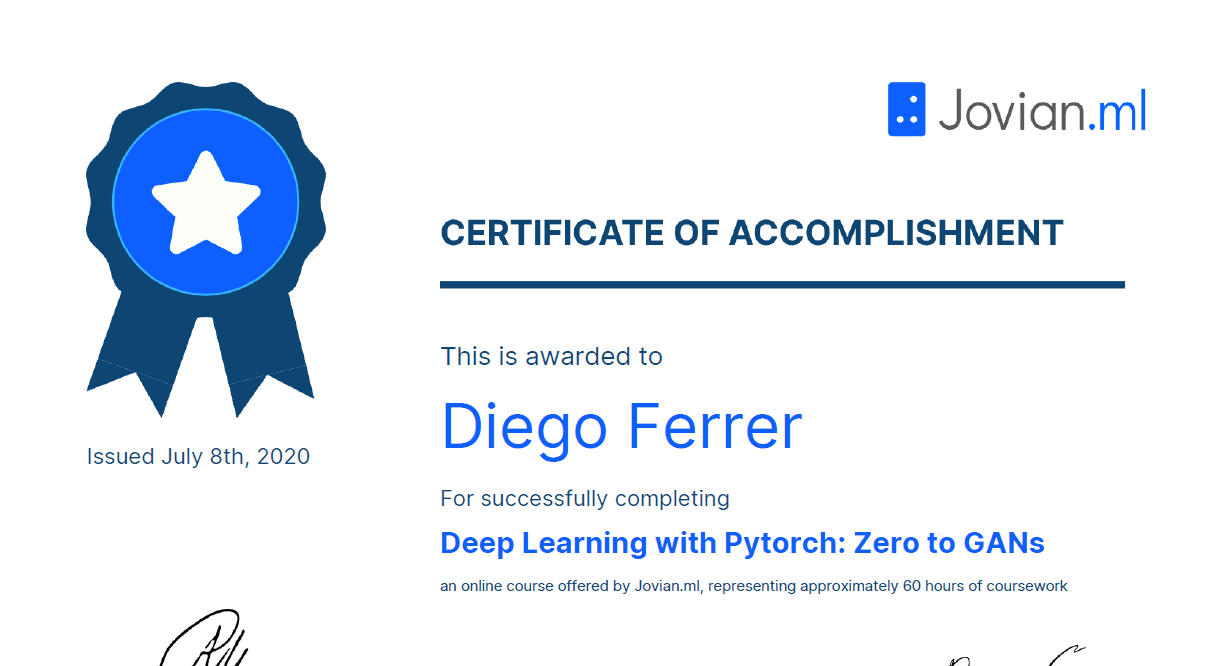 Jovian.ml
CERTIFICATE OF ACCOMPLISHMENT
This is awarded to
Diego Ferrer
Issued July 8th, 2020
For successfully completing
Deep Learning with Pytorch: Zero to GANs
an online course offered by Jovian.ml, representing approximately 60 hours of coursework